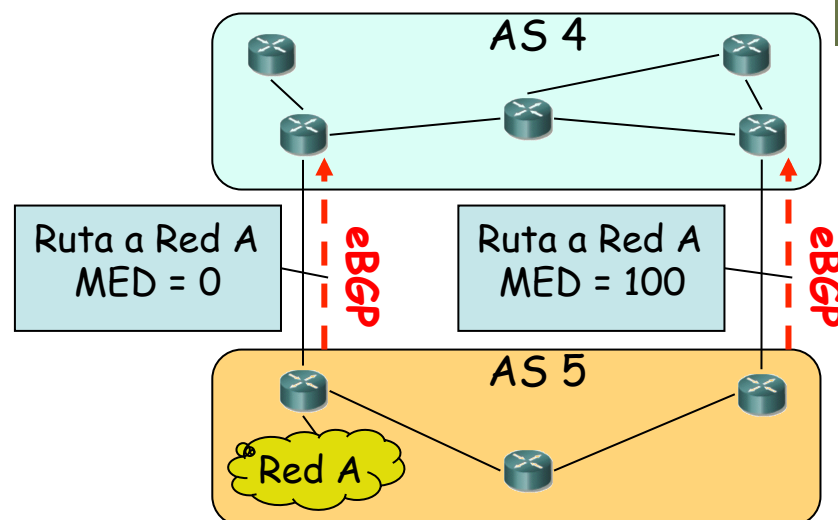 AS 4
Ruta a Red A
MED = 0
eBGP
Ruta a Red A
MED = 100
eBGP
AS 5
Red A